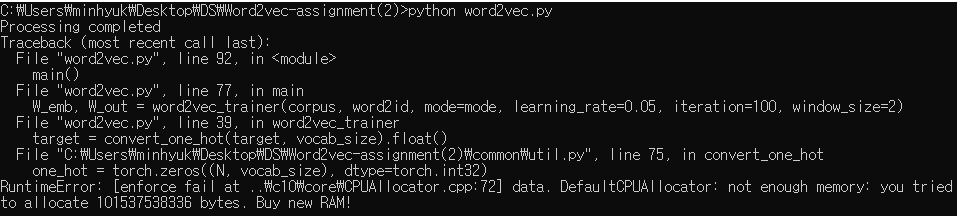 C:₩Users₩minhyuk₩Desktop₩DS₩Word2vec-assignment(2)>python word2vec.py
Processing completed
Traceback (most recent call last):
  File "word2vec.py", line 92, in <module>
    main()
  File "word2vec.py", line 77, in main
    W_emb, W_out = word2vec_trainer(corpus, word2id, mode=mode, learning_rate=0.05, iteration=100, window_size=2)
  File "word2vec.py", line 39, in word2vec_trainer
    target = convert_one_hot(target, vocab_size).float()
  File "C:₩Users₩minhyuk₩Desktop₩DS₩Word2vec-assignment(2)₩common₩util.py", line 75, in convert_one_hot
    one_hot = torch.zeros((N, vocab_size), dtype=torch.int32)
RuntimeError: [enforce fail at ..₩c10₩core₩CPUAllocator.cpp:72] data. DefaultCPUAllocator: not enough memory: you tried
to allocate 101537538336 bytes. Buy new RAM!